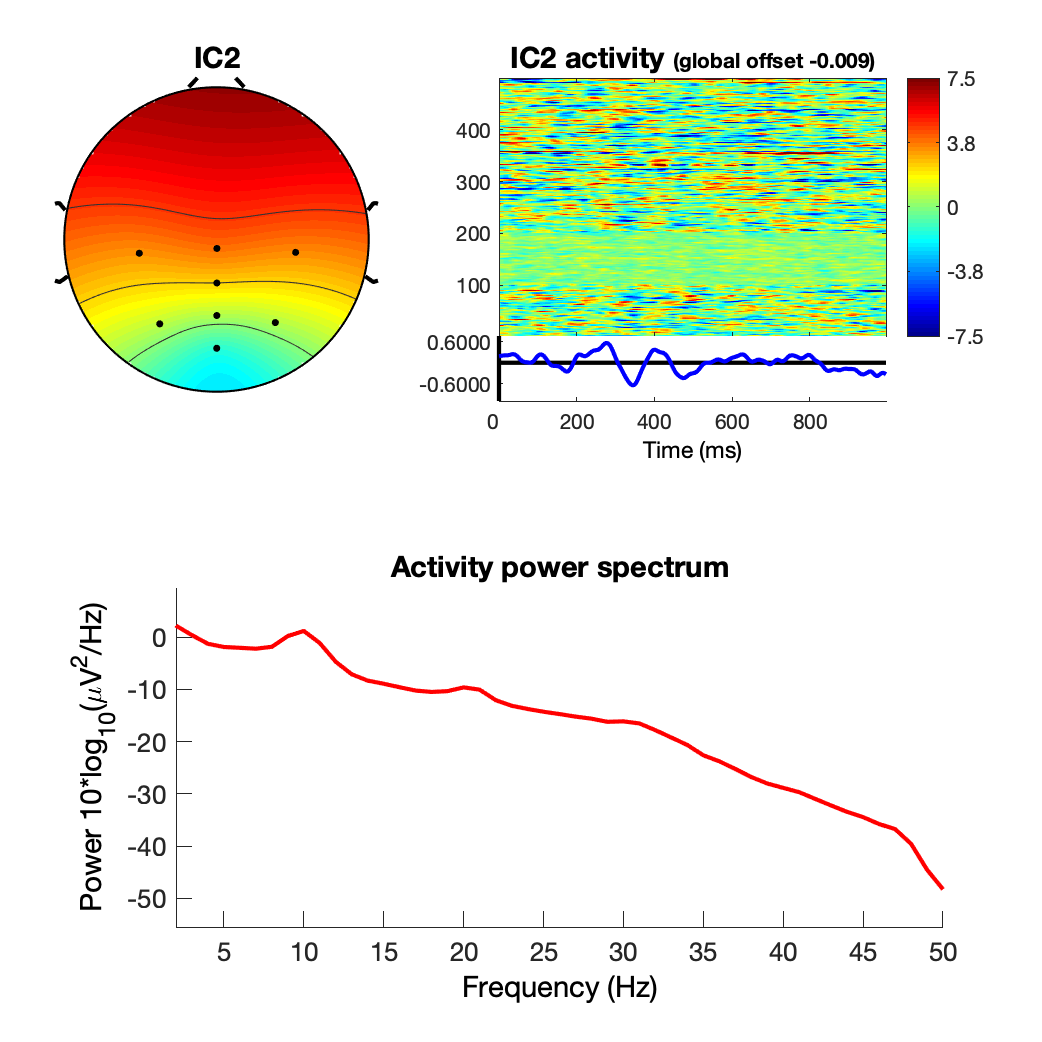 IC2
IC2 activity (global offset -0.009)
7.5
3.8
0
-3.8
-7.5
400
300
200
100
0.6000
-0.6000
0 200 400 600 800
Time (ms)
Activity power spectrum
Power 10*log10(μV2/Hz)
0
-10
-20
-30
-40
-50
5 10 15 20 25 30 35 40 45 50
Frequency (Hz)